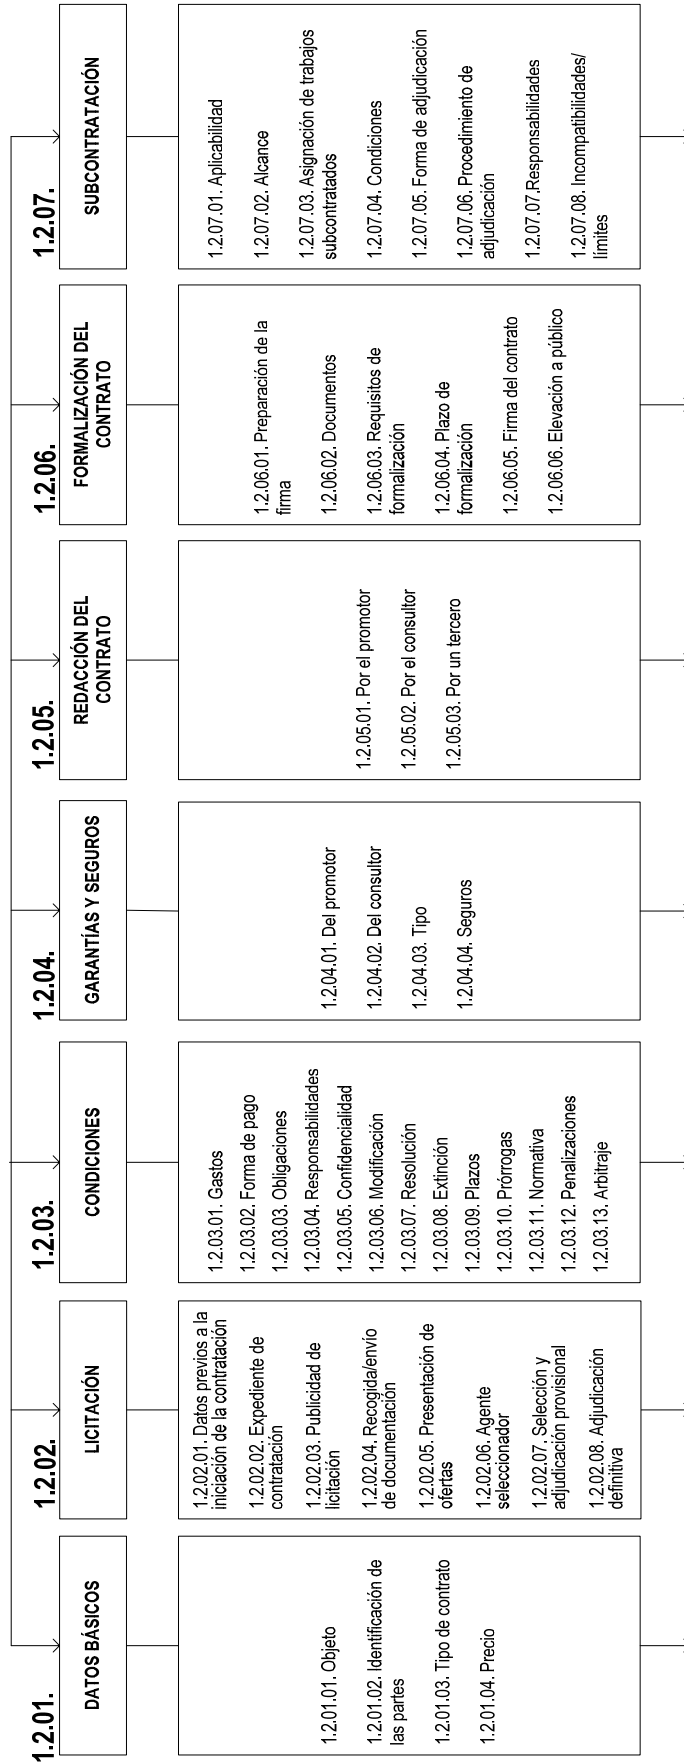 1.2.01.
DATOS BÁSICOS
1.2.01.01. Objeto
1.2.01.02. Identificación de
las partes
1.2.01.03. Tipo de contrato
1.2.01.04. Precio
1.2.02.
LICITACIÓN
1.2.02.01. Datos previos a la
iniciación de la contratación
1.2.02.02. Expediente de
contratación
1.2.02.03. Publicidad de
licitación
1.2.02.04. Recogida/envío
de documentación
1.2.02.05. Presentación de
ofertas
1.2.02.06. Agente
seleccionador
1.2.02.07. Selección y
adjudicación provisional
1.2.02.08. Adjudicación
definitiva
1.2.03.
CONDICIONES
1.2.03.01. Gastos
1.2.03.02. Forma de pago
1.2.03.03. Obligaciones
1.2.03.04. Responsabilidades
1.2.03.05. Confidencialidad
1.2.03.06. Modificación
1.2.03.07. Resolución
1.2.03.08. Extinción
1.2.03.09. Plazos
1.2.03.10. Prórrogas
1.2.03.11. Normativa
1.2.03.12. Penalizaciones
1.2.03.13. Arbitraje
1.2.04.
GARANTÍAS Y SEGUROS
1.2.04.01. Del promotor
1.2.04.02. Del consultor
1.2.04.03. Tipo
1.2.04.04. Seguros
1.2.05.
REDACCIÓN DEL
CONTRATO
1.2.05.01. Por el promotor
1.2.05.02. Por el consultor
1.2.05.03. Por un tercero
1.2.06.
FORMALIZACIÓN DEL
CONTRATO
1.2.06.01. Preparación de la
firma
1.2.06.02. Documentos
1.2.06.03. Requisitos de
formalización
1.2.06.04. Plazo de
formalización
1.2.06.05. Firma del contrato
1.2.06.06. Elevación a público
1.2.07.
SUBCONTRATACIÓN
1.2.07.01. Aplicabilidad
1.2.07.02. Alcance
1.2.07.03. Asignación de trabajos
subcontratados
1.2.07.04. Condiciones
1.2.07.05. Forma de adjudicación
1.2.07.06. Procedimiento de
adjudicación
1.2.07.07.Responsabilidades
1.2.07.08. Incompatibilidades/
límites